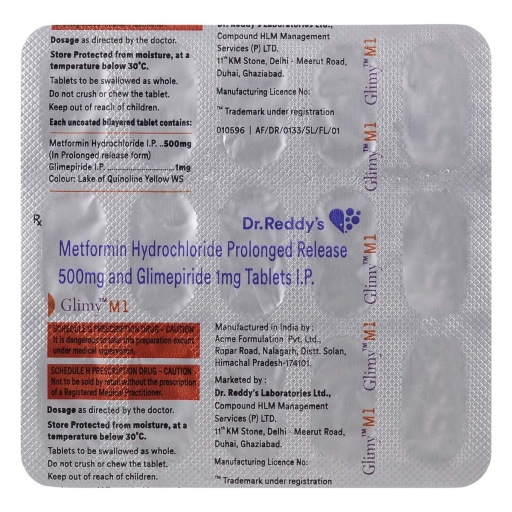 Dosage as directed by the doctor.
Store Protected from moisture, at a
temperature below 30°C.
Tablets to be swallowed as whole.
Do not crush or chew the tablet.
Keep out of reach of children.
Each uncoated bilayered tablet contains:
Metformin Hydrochloride I.P. ..500mg
(In Prolonged release form)
Glimepiride I.P. ...................1mg
Colour: Lake of Quinoline Yellow WS
Dr. Reddy's Laboratories Ltd.,
Compound HLM Management
Services (P) LTD.
11th KM Stone, Delhi - Meerut Road,
Duhai, Ghaziabad.
Manufacturing Licence No:
™ Trademark under registration
010596 | AF/DR/0133/SL/FL/01
Rx
Dr.Reddy's
Metformin Hydrochloride Prolonged Release
500mg and Glimepiride 1mg Tablets I.P.
Glimy™ M1
SCHEDULE G PRESCRIPTION DRUG - CAUTION
It is dangerous to take this preparation except
under medical supervision.
SCHEDULE H PRESCRIPTION DRUG - CAUTION
Not to be sold by retail without the prescription
of a Registered Medical Practitioner.
Dosage as directed by the doctor.
Store Protected from moisture, at a
temperature below 30°C.
Tablets to be swallowed as whole.
Do not crush or chew the tablet.
Keep out of reach of children.
Manufactured in India by :
Acme Formulation Pvt. Ltd.,
Ropar Road, Nalagarh, Distt. Solan,
Himachal Pradesh-174101.
Marketed by :
Dr. Reddy's Laboratories Ltd.,
Compound HLM Management
Services (P) LTD.
11th KM Stone, Delhi - Meerut Road,
Duhai, Ghaziabad.
Manufacturing Licence No:
™ Trademark under registration
Glimy™ M1
Glimy™ M1
Glimy™ M1
Glimy™ M1
Glimy™ M1